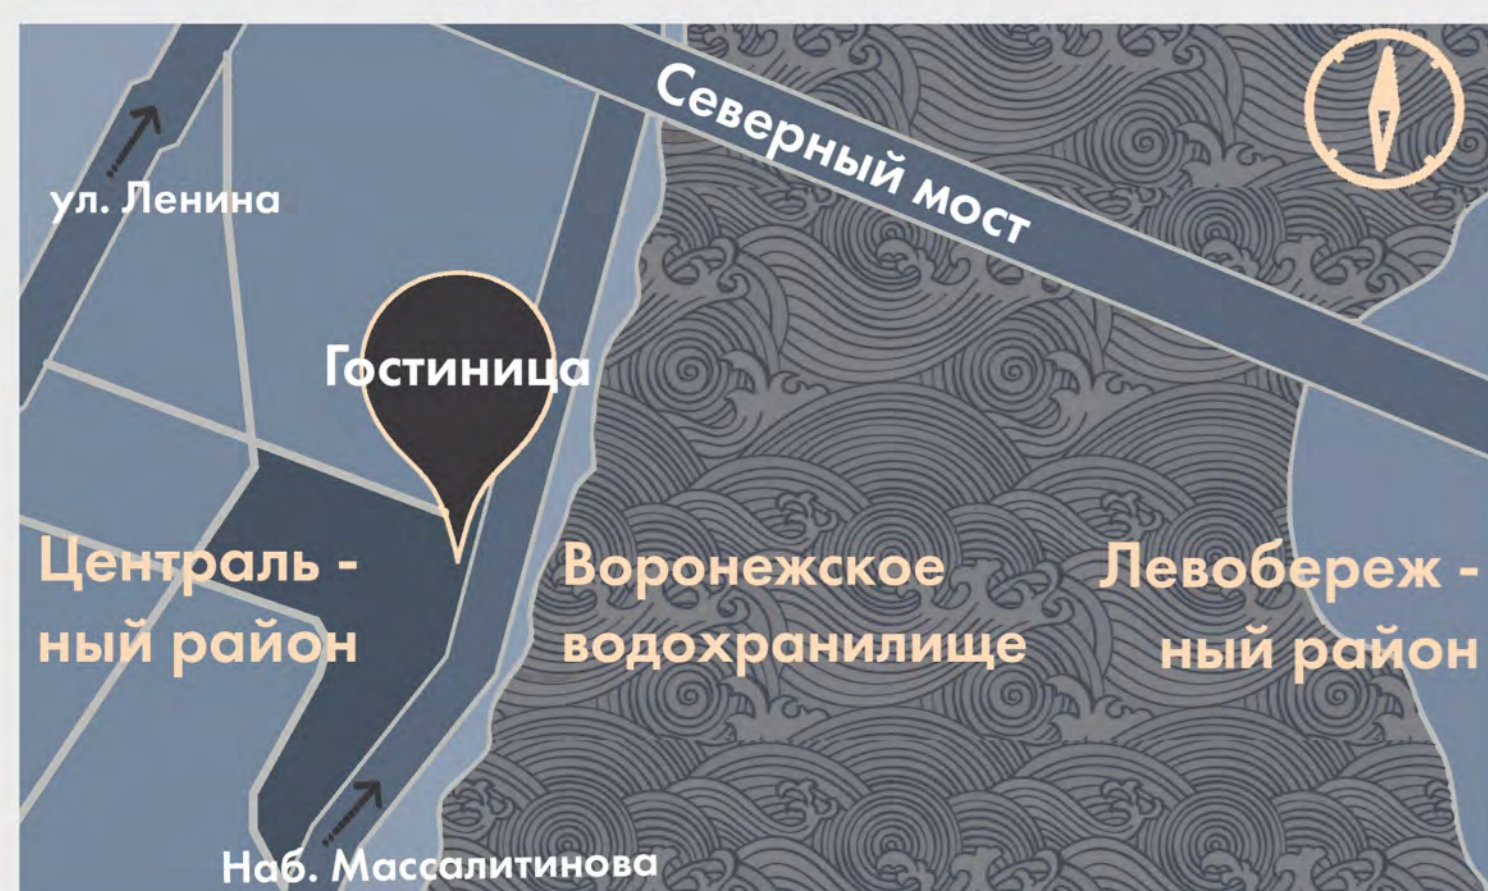 Северный мост
ул. Ленина
Гостиница
Централь -
ный район
Воронежское
водохранилище
Левобереж -
ный район
Наб. Массалитинова